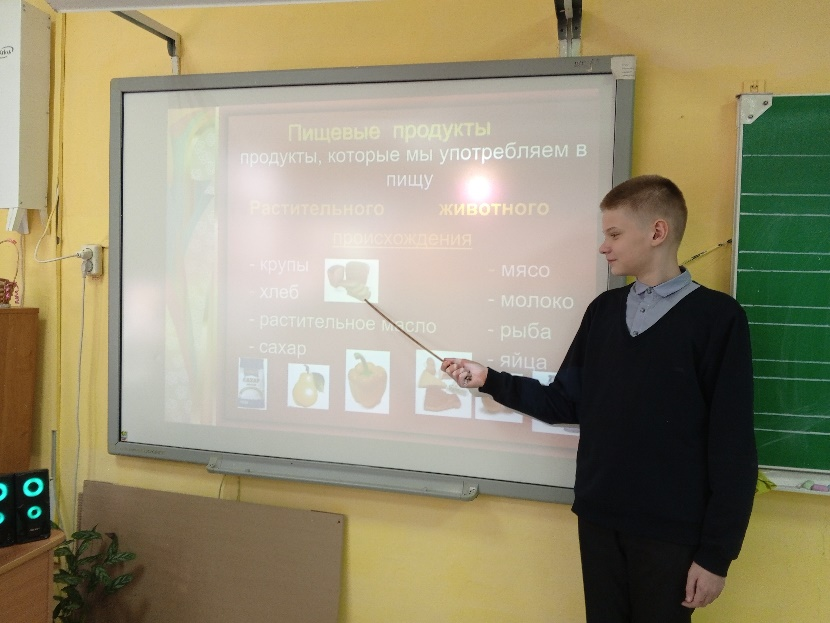 Пищевые продукты
продукты, которые мы употребляем в
пищу
Растительного животного
происхождения
- крупы
- хлеб
- растительное масло
- сахар
- мясо
- молоко
- рыба
- яйца